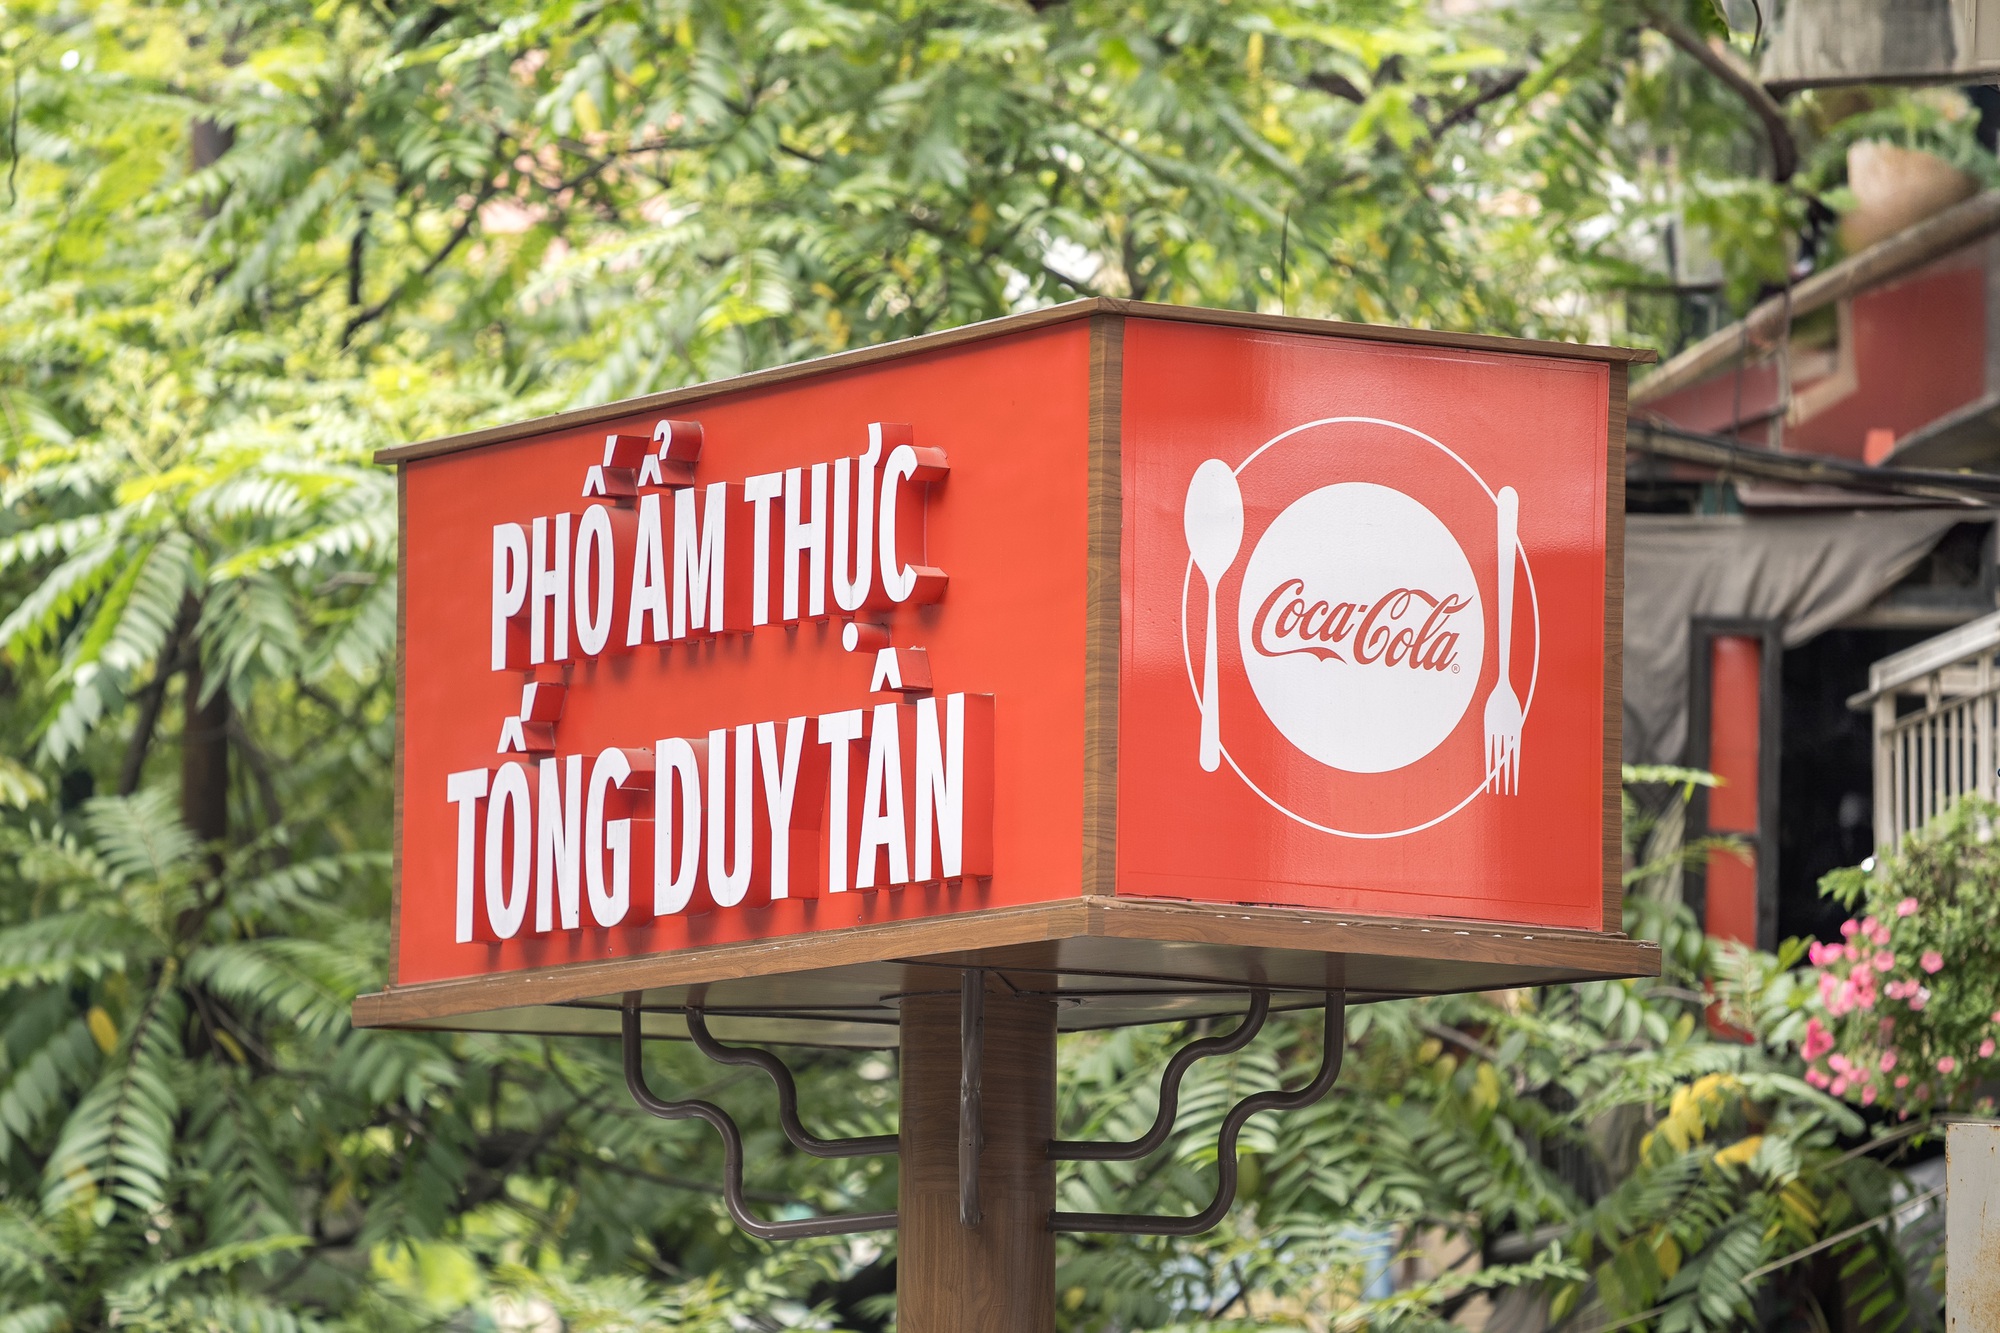 PHỐ ẨM THỰC
TỐNG DUY TÂN
Coca-Cola®